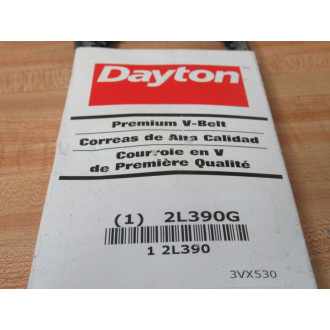 Dayton
Premium V-Belt
Correas de Alta Calidad
Courroie en V
de Première Qualité
(1) 2L390G
1 2L390
3VX530